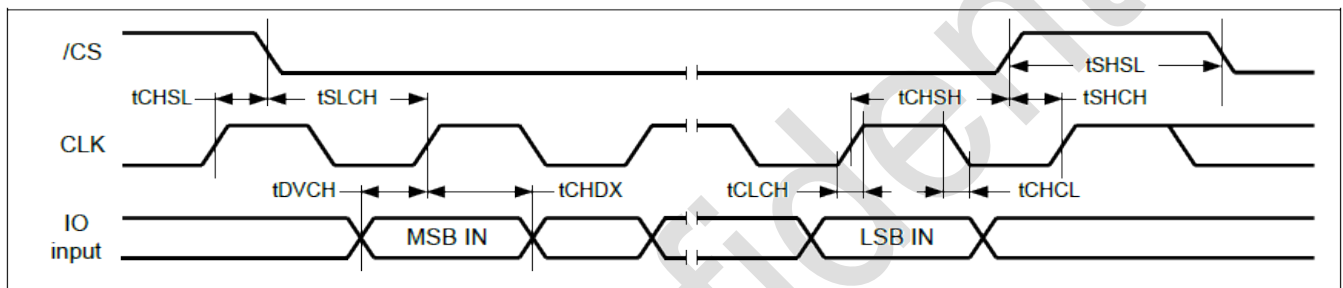 /CS
tSHSL
tCHSL
tSLCH
tCHSH
tSHCH
CLK
tDVCH
tCHDX
tCLCH
tCHCL
IO
input
MSB IN
LSB IN